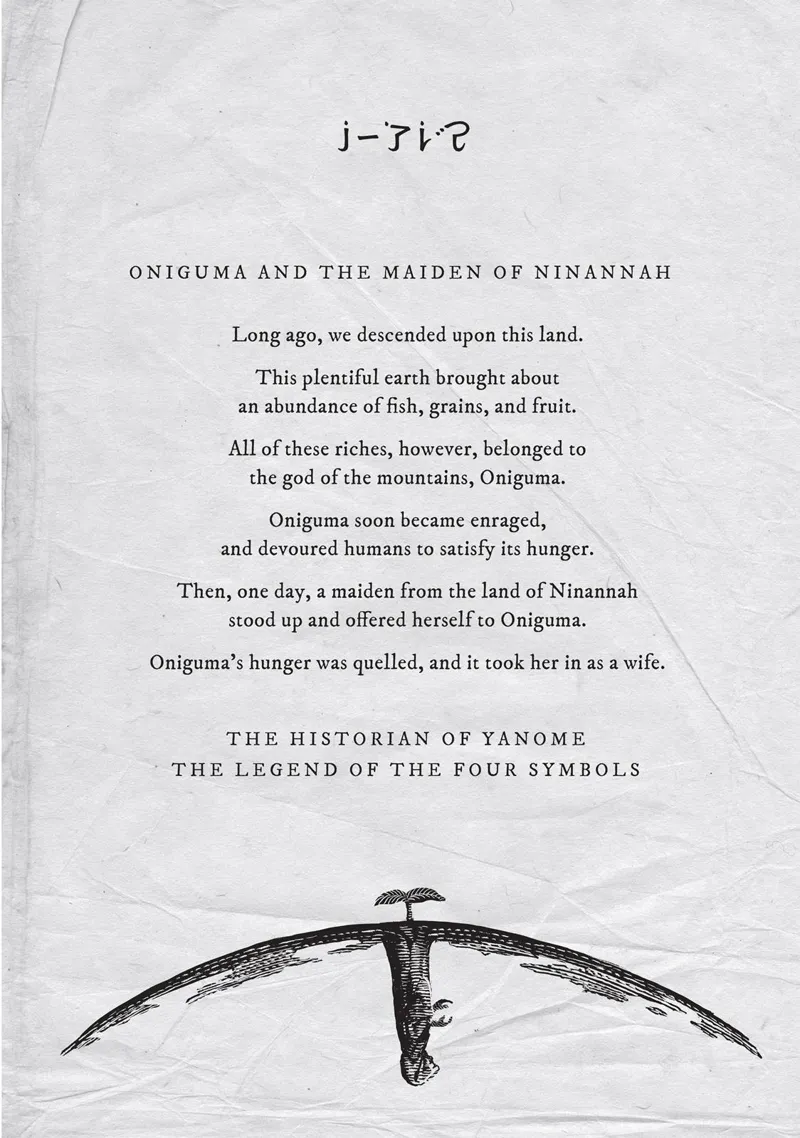 ONIGUMA AND THE MAIDEN OF NINANNAH
Long ago, we descended upon this land.
This plentiful earth brought about
an abundance of fish, grains, and fruit.
All of these riches, however, belonged to
the god of the mountains, Oniguma.
Oniguma soon became enraged,
and devoured humans to satisfy its hunger.
Then, one day, a maiden from the land of Ninannah
stood up and offered herself to Oniguma.
Oniguma’s hunger was quelled, and it took her in as a wife.
THE HISTORIAN OF YANOME
THE LEGEND OF THE FOUR SYMBOLS